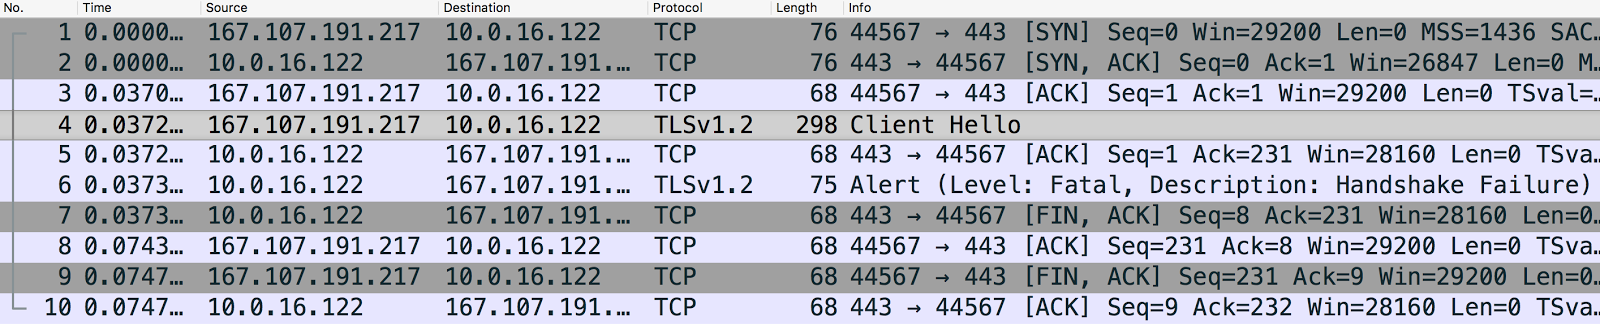 No. Time Source Destination Protocol Length Info
1 0.0000… 167.107.191.217 10.0.16.122 TCP 76 44567 → 443 [SYN] Seq=0 Win=29200 Len=0 MSS=1436 SAC…
2 0.0000… 10.0.16.122 167.107.191.… TCP 76 443 → 44567 [SYN, ACK] Seq=0 Ack=1 Win=26847 Len=0 M…
3 0.0370… 167.107.191.217 10.0.16.122 TCP 68 44567 → 443 [ACK] Seq=1 Ack=1 Win=29200 Len=0 TSval=…
4 0.0372… 167.107.191.217 10.0.16.122 TLSv1.2 298 Client Hello
5 0.0372… 10.0.16.122 167.107.191.… TCP 68 443 → 44567 [ACK] Seq=1 Ack=231 Win=28160 Len=0 TSva…
6 0.0373… 10.0.16.122 167.107.191.… TLSv1.2 75 Alert (Level: Fatal, Description: Handshake Failure)
7 0.0373… 10.0.16.122 167.107.191.… TCP 68 443 → 44567 [FIN, ACK] Seq=8 Ack=231 Win=28160 Len=0…
8 0.0743… 167.107.191.217 10.0.16.122 TCP 68 44567 → 443 [ACK] Seq=231 Ack=8 Win=29200 Len=0 TSva…
9 0.0747… 167.107.191.217 10.0.16.122 TCP 68 44567 → 443 [FIN, ACK] Seq=231 Ack=9 Win=29200 Len=0…
10 0.0747… 10.0.16.122 167.107.191.… TCP 68 443 → 44567 [ACK] Seq=9 Ack=232 Win=28160 Len=0 TSva…